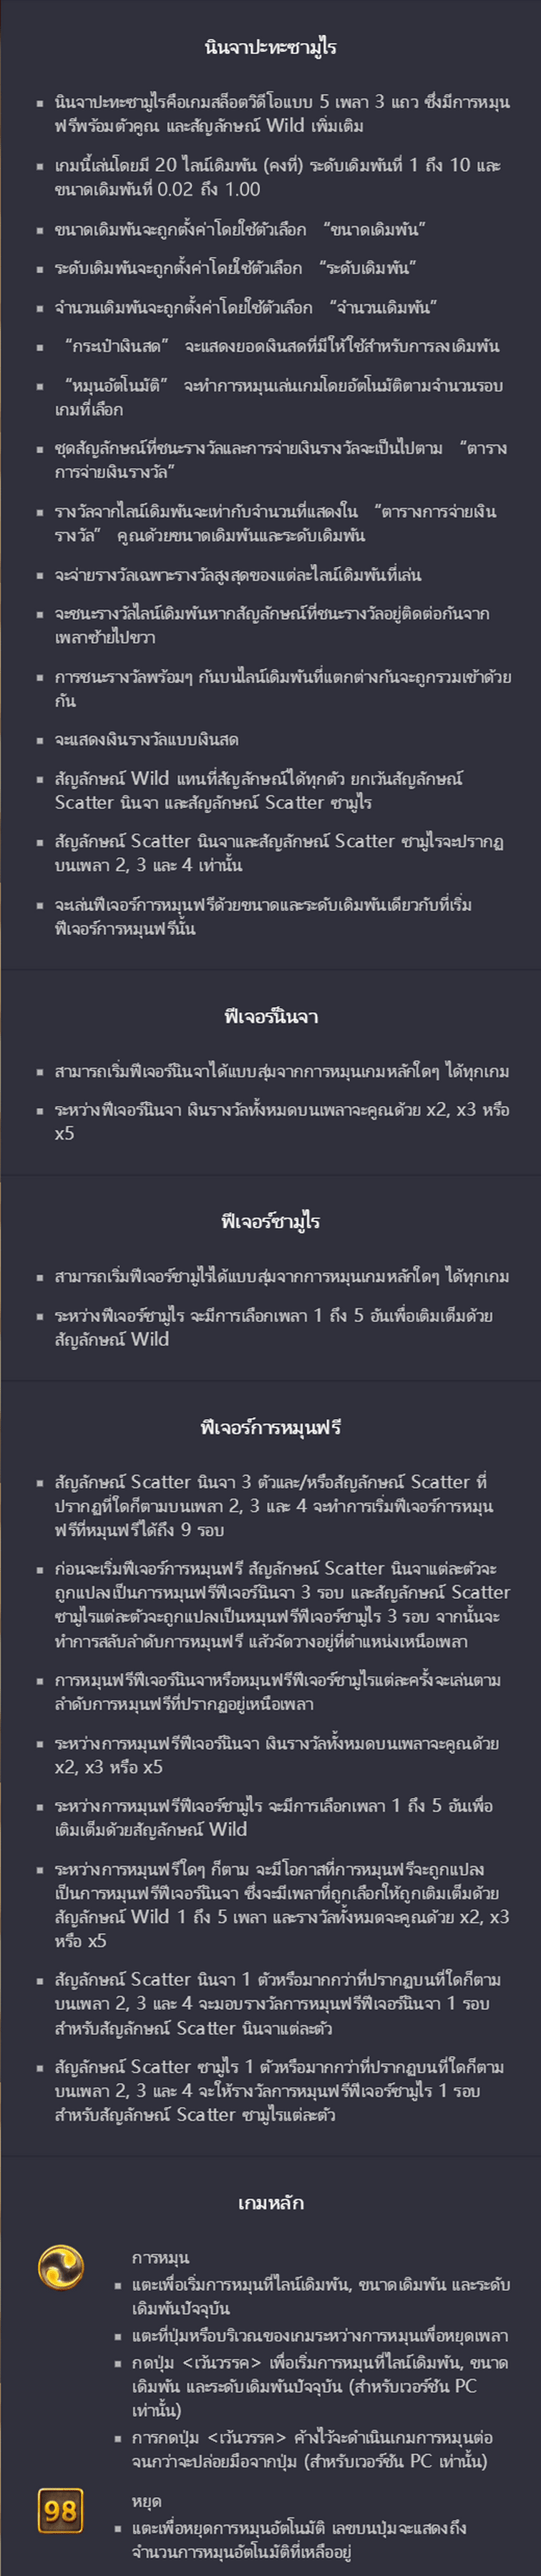 นินจาปะทะซามูไร
▪ นินจาปะทะซามูไรคือเกมสล็อตวิดีโอแบบ 5 เพลา 3 แถว ซึ่งมีการหมุน
ฟรีพร้อมตัวคูณ และสัญลักษณ์ Wild เพิ่มเติม
▪ เกมนี้เล่นโดยมี 20 ไลน์เดิมพัน (คงที่) ระดับเดิมพันที่ 1 ถึง 10 และ
ขนาดเดิมพันที่ 0.02 ถึง 1.00
▪ ขนาดเดิมพันจะถูกตั้งค่าโดยใช้ตัวเลือก “ขนาดเดิมพัน”
▪ ระดับเดิมพันจะถูกตั้งค่าโดยใช้ตัวเลือก “ระดับเดิมพัน”
▪ จำนวนเดิมพันจะถูกตั้งค่าโดยใช้ตัวเลือก “จำนวนเดิมพัน”
▪ “กระเป๋าเงินสด” จะแสดงยอดเงินสดที่มีให้ใช้สำหรับการลงเดิมพัน
▪ “หมุนอัตโนมัติ” จะทำการหมุนเล่นเกมโดยอัตโนมัติตามจำนวนรอบ
เกมที่เลือก
▪ ชุดสัญลักษณ์ที่ชนะรางวัลและการจ่ายเงินรางวัลจะเป็นไปตาม “ตาราง
การจ่ายเงินรางวัล”
▪ รางวัลจากไลน์เดิมพันจะเท่ากับจำนวนที่แสดงใน “ตารางการจ่ายเงิน
รางวัล” คูณด้วยขนาดเดิมพันและระดับเดิมพัน
▪ จะจ่ายรางวัลเฉพาะรางวัลสูงสุดของแต่ละไลน์เดิมพันที่เล่น
▪ จะชนะรางวัลไลน์เดิมพันหากสัญลักษณ์ที่ชนะรางวัลอยู่ติดต่อกันจาก
เพลาซ้ายไปขวา
▪ การชนะรางวัลพร้อมๆ กันบนไลน์เดิมพันที่แตกต่างกันจะถูกรวมเข้าด้วย
กัน
▪ จะแสดงเงินรางวัลแบบเงินสด
▪ สัญลักษณ์ Wild แทนที่สัญลักษณ์ได้ทุกตัว ยกเว้นสัญลักษณ์
Scatter นินจา และสัญลักษณ์ Scatter ซามูไร
▪ สัญลักษณ์ Scatter นินจาและสัญลักษณ์ Scatter ซามูไรจะปรากฏ
บนเพลา 2, 3 และ 4 เท่านั้น
▪ จะเล่นฟีเจอร์การหมุนฟรีด้วยขนาดและระดับเดิมพันเดียวกับที่เริ่ม
ฟีเจอร์การหมุนฟรีนั้น
ฟีเจอร์นินจา
▪ สามารถเริ่มฟีเจอร์นินจาได้แบบสุ่มจากการหมุนเกมหลักใดๆ ได้ทุกเกม
▪ ระหว่างฟีเจอร์นินจา เงินรางวัลทั้งหมดบนเพลาจะคูณด้วย x2, x3 หรือ
x5
ฟีเจอร์ซามูไร
▪ สามารถเริ่มฟีเจอร์ซามูไรได้แบบสุ่มจากการหมุนเกมหลักใดๆ ได้ทุกเกม
▪ ระหว่างฟีเจอร์ซามูไร จะมีการเลือกเพลา 1 ถึง 5 อันเพื่อเติมเต็มด้วย
สัญลักษณ์ Wild
ฟีเจอร์การหมุนฟรี
▪ สัญลักษณ์ Scatter นินจา 3 ตัวและ/หรือสัญลักษณ์ Scatter ที่
ปรากฏที่ใดก็ตามบนเพลา 2, 3 และ 4 จะทำการเริ่มฟีเจอร์การหมุน
ฟรีที่หมุนฟรีได้ถึง 9 รอบ
▪ ก่อนจะเริ่มฟีเจอร์การหมุนฟรี สัญลักษณ์ Scatter นินจาแต่ละตัวจะ
ถูกแปลงเป็นการหมุนฟรีฟีเจอร์นินจา 3 รอบ และสัญลักษณ์ Scatter
ซามูไรแต่ละตัวจะถูกแปลงเป็นหมุนฟรีฟีเจอร์ซามูไร 3 รอบ จากนั้นจะ
ทำการสลับลำดับการหมุนฟรี แล้วจัดวางอยู่ที่ตำแหน่งเหนือเพลา
▪ การหมุนฟรีฟีเจอร์นินจาหรือหมุนฟรีฟีเจอร์ซามูไรแต่ละครั้งจะเล่นตาม
ลำดับการหมุนฟรีที่ปรากฏอยู่เหนือเพลา
▪ ระหว่างการหมุนฟรีฟีเจอร์นินจา เงินรางวัลทั้งหมดบนเพลาจะคูณด้วย
x2, x3 หรือ x5
▪ ระหว่างการหมุนฟรีฟีเจอร์ซามูไร จะมีการเลือกเพลา 1 ถึง 5 อันเพื่อ
เติมเต็มด้วยสัญลักษณ์ Wild
▪ ระหว่างการหมุนฟรีใดๆ ก็ตาม จะมีโอกาสที่การหมุนฟรีจะถูกแปลง
เป็นการหมุนฟรีฟีเจอร์นินจา ซึ่งจะมีเพลาที่ถูกเลือกให้ถูกเติมเต็มด้วย
สัญลักษณ์ Wild 1 ถึง 5 เพลา และรางวัลทั้งหมดจะคูณด้วย x2, x3
หรือ x5
▪ สัญลักษณ์ Scatter นินจา 1 ตัวหรือมากกว่าที่ปรากฏบนที่ใดก็ตาม
บนเพลา 2, 3 และ 4 จะมอบรางวัลการหมุนฟรีฟีเจอร์นินจา 1 รอบ
สำหรับสัญลักษณ์ Scatter นินจาแต่ละตัว
▪ สัญลักษณ์ Scatter ซามูไร 1 ตัวหรือมากกว่าที่ปรากฏบนที่ใดก็ตาม
บนเพลา 2, 3 และ 4 จะให้รางวัลการหมุนฟรีฟีเจอร์ซามูไร 1 รอบ
สำหรับสัญลักษณ์ Scatter ซามูไรแต่ละตัว
เกมหลัก
การหมุน
▪ แตะเพื่อเริ่มการหมุนที่ไลน์เดิมพัน, ขนาดเดิมพัน และระดับ
เดิมพันปัจจุบัน
▪ แตะที่ปุ่มหรือบริเวณของเกมระหว่างการหมุนเพื่อหยุดเพลา
▪ กดปุ่ม <เว้นวรรค> เพื่อเริ่มการหมุนที่ไลน์เดิมพัน, ขนาด
เดิมพัน และระดับเดิมพันปัจจุบัน (สำหรับเวอร์ชัน PC
เท่านั้น)
▪ การกดปุ่ม <เว้นวรรค> ค้างไว้จะดำเนินเกมการหมุนต่อ
จนกว่าจะปล่อยมือจากปุ่ม (สำหรับเวอร์ชัน PC เท่านั้น)
98
หยุด
▪ แตะเพื่อหยุดการหมุนอัตโนมัติ เลขบนปุ่มจะแสดงถึง
จำนวนการหมุนอัตโนมัติที่เหลืออยู่